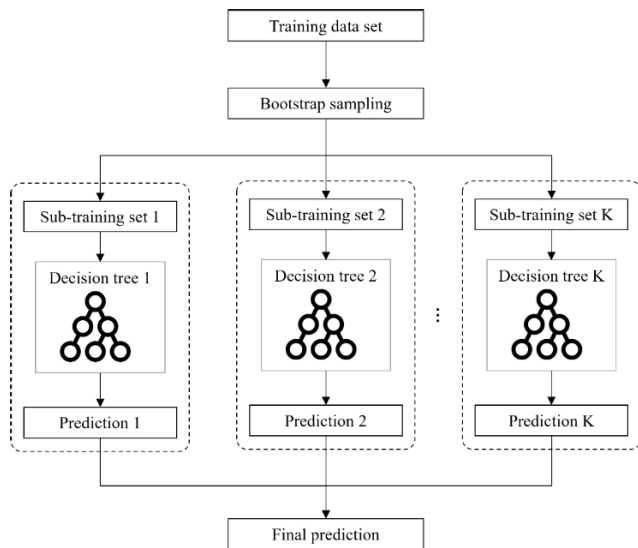 Training data set
Bootstrap sampling
Sub-training set 1
Sub-training set 2
Sub-training set K
Decision tree 1
Decision tree 2
Decision tree K
...
Prediction 1
Prediction 2
Prediction K
Final prediction